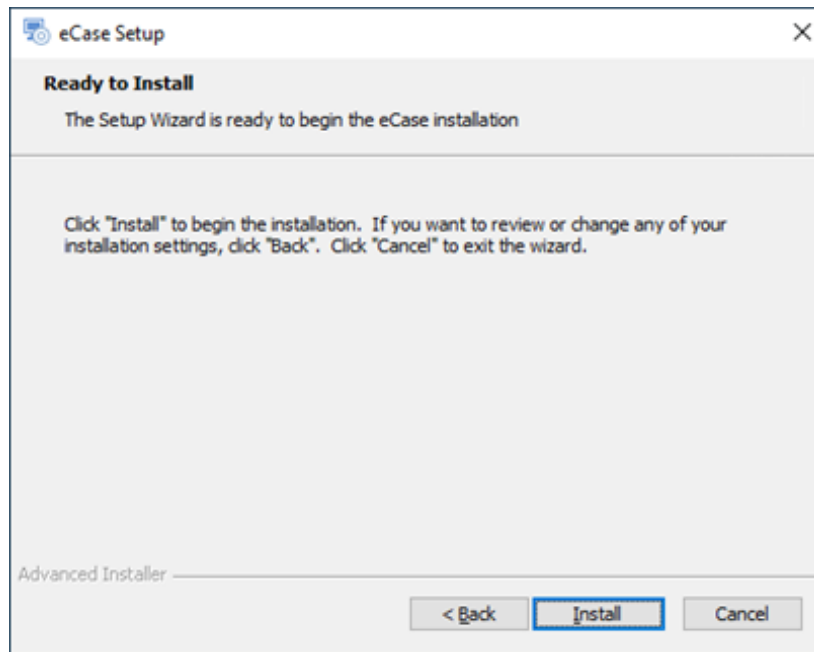 eCase Setup
Ready to Install
The Setup Wizard is ready to begin the eCase installation
Click "Install" to begin the installation.  If you want to review or change any of your
installation settings, click "Back".  Click "Cancel" to exit the wizard.
Advanced Installer
< Back Install Cancel